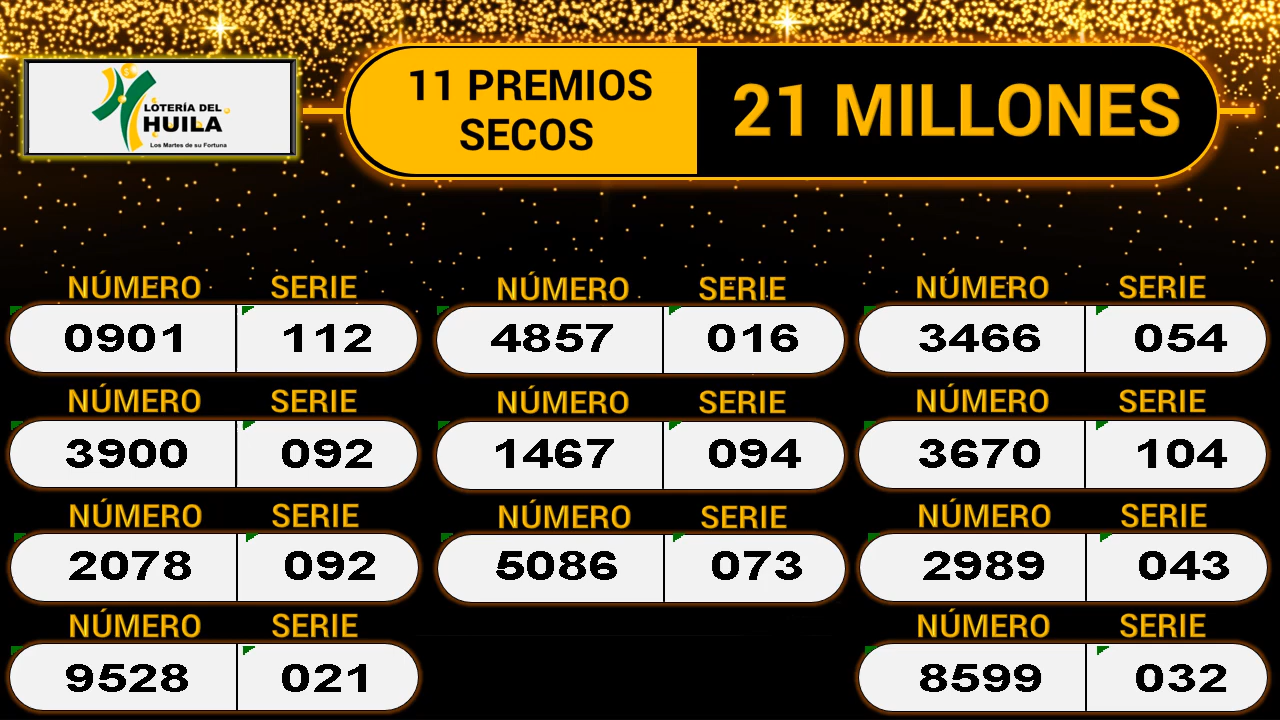 LOTERÍA DEL
HUILA
Los Martes de su Fortuna
11 PREMIOS
SECOS
21 MILLONES
NÚMERO SERIE NÚMERO SERIE NÚMERO SERIE
0901 112 4857 016 3466 054
NÚMERO SERIE NÚMERO SERIE NÚMERO SERIE
3900 092 1467 094 3670 104
NÚMERO SERIE NÚMERO SERIE NÚMERO SERIE
2078 092 5086 073 2989 043
NÚMERO SERIE NÚMERO SERIE
9528 021 8599 032